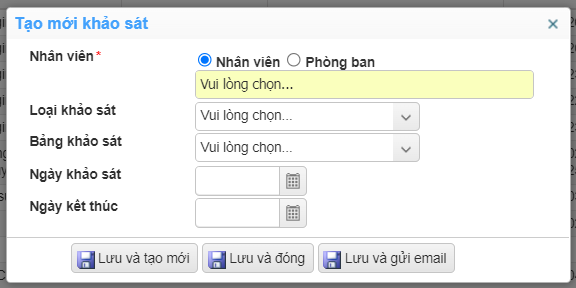 Tạo mới khảo sát
Nhân viên* Nhân viên Phòng ban
Vui lòng chọn...
Loại khảo sát Vui lòng chọn...
Bảng khảo sát Vui lòng chọn...
Ngày khảo sát
Ngày kết thúc
Lưu và tạo mới Lưu và đóng Lưu và gửi email